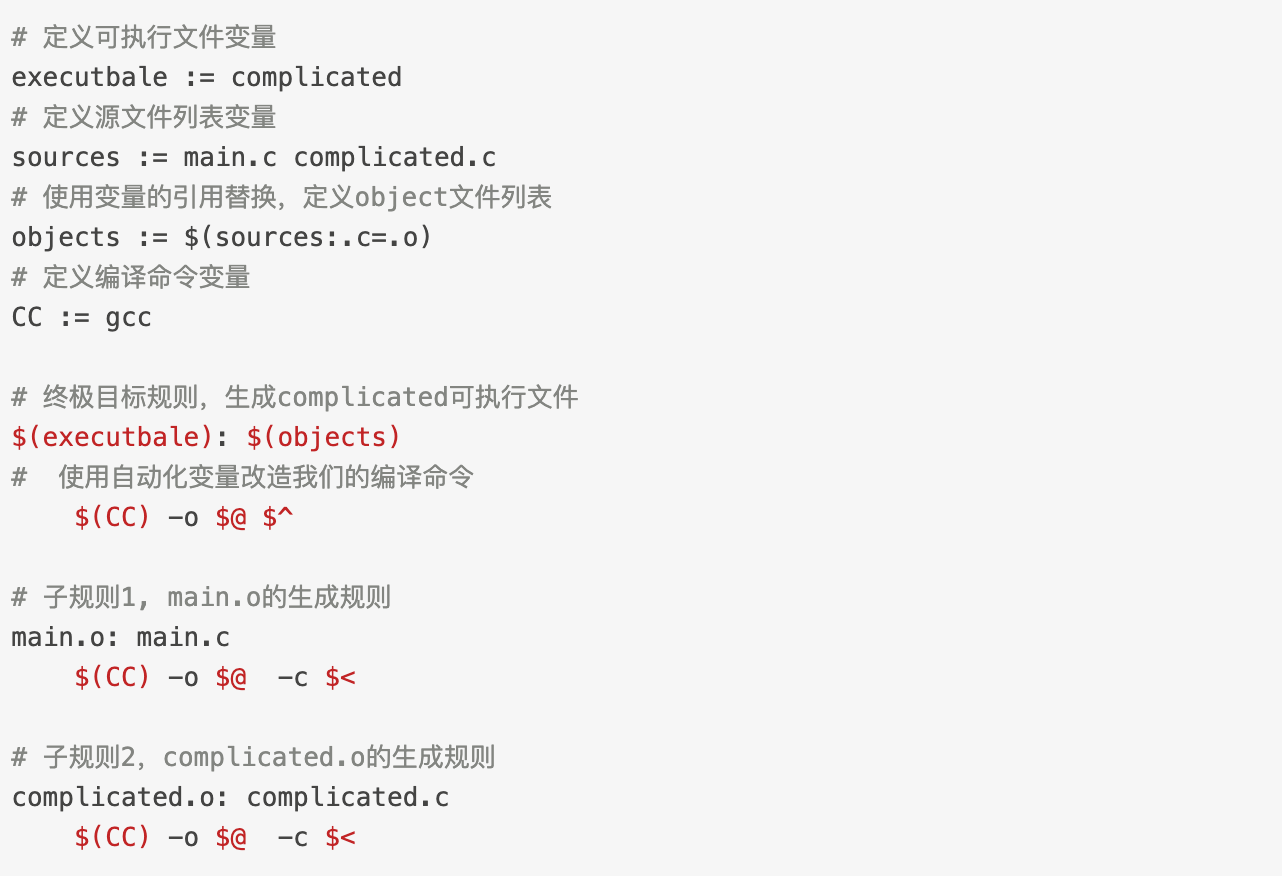 # 定义可执行文件变量
executbale := complicated
# 定义源文件列表变量
sources := main.c complicated.c
# 使用变量的引用替换，定义object文件列表
objects := $(sources:.c=.o)
# 定义编译命令变量
CC := gcc
# 终极目标规则，生成complicated可执行文件
$(executbale): $(objects)
#  使用自动化变量改造我们的编译命令
    $(CC) -o $@ $^
# 子规则1, main.o的生成规则
main.o: main.c
    $(CC) -o $@  -c $<
# 子规则2，complicated.o的生成规则
complicated.o: complicated.c
    $(CC) -o $@  -c $<